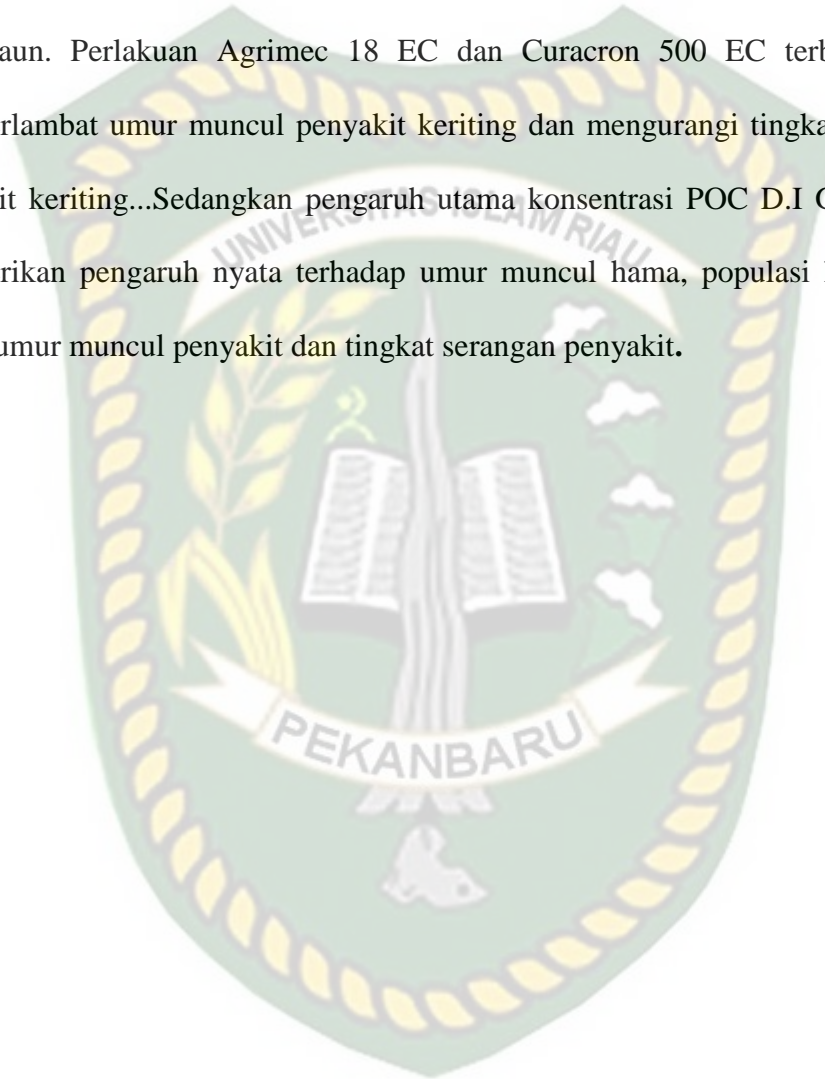 aun. Perlakuan Agrimec 18 EC dan Curacron 500 EC terb
rlambat umur muncul penyakit keriting dan mengurangi tingka
it keriting...Sedangkan pengaruh utama konsentrasi POC D.I
rikan pengaruh nyata terhadap umur muncul hama, populasi
umur muncul penyakit dan tingkat serangan penyakit.
UNIVERSITAS ISLAM RIAU
PEKANBARU